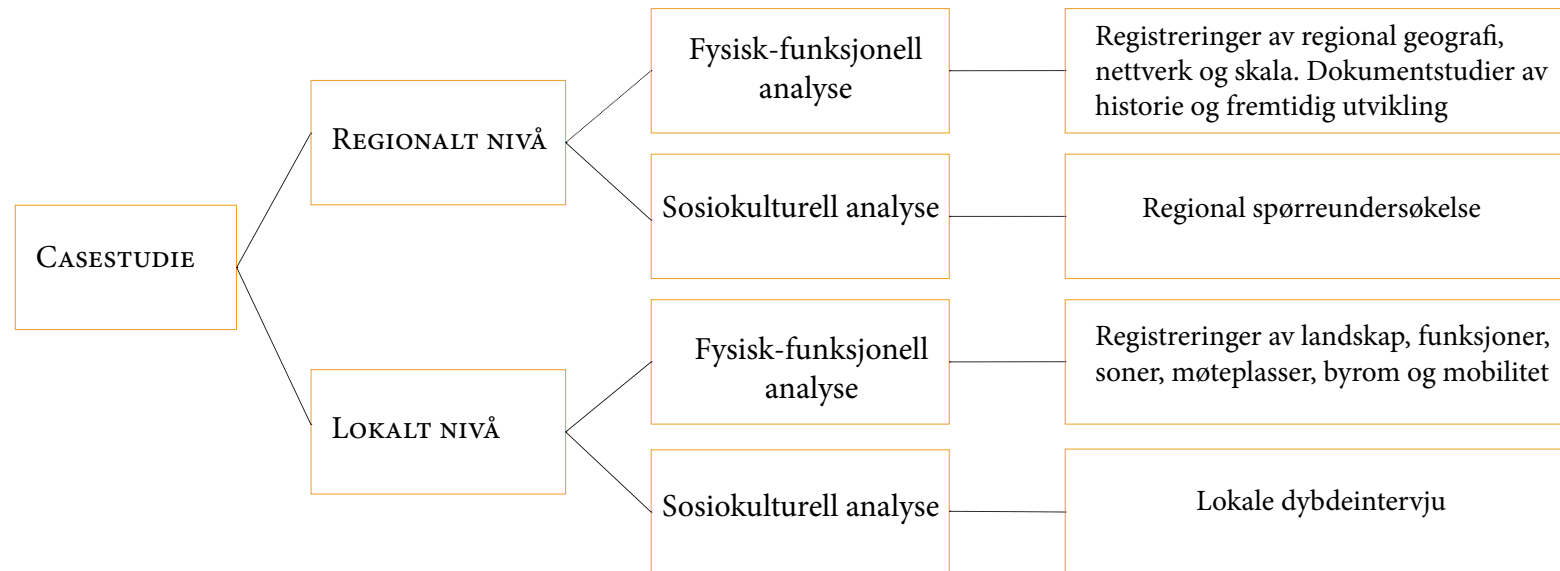 CASESTUDIE
REGIONALT NIVÅ
Fysisk-funksjonell
analyse
Registreringer av regional geografi,
nettverk og skala. Dokumentstudier av
historie og fremtidig utvikling
Sosiokulturell analyse
Regional spørreundersøkelse
LOKALT NIVÅ
Fysisk-funksjonell
analyse
Registreringer av landskap, funksjoner,
soner, møteplasser, byrom og mobilitet
Sosiokulturell analyse
Lokale dybdeintervju